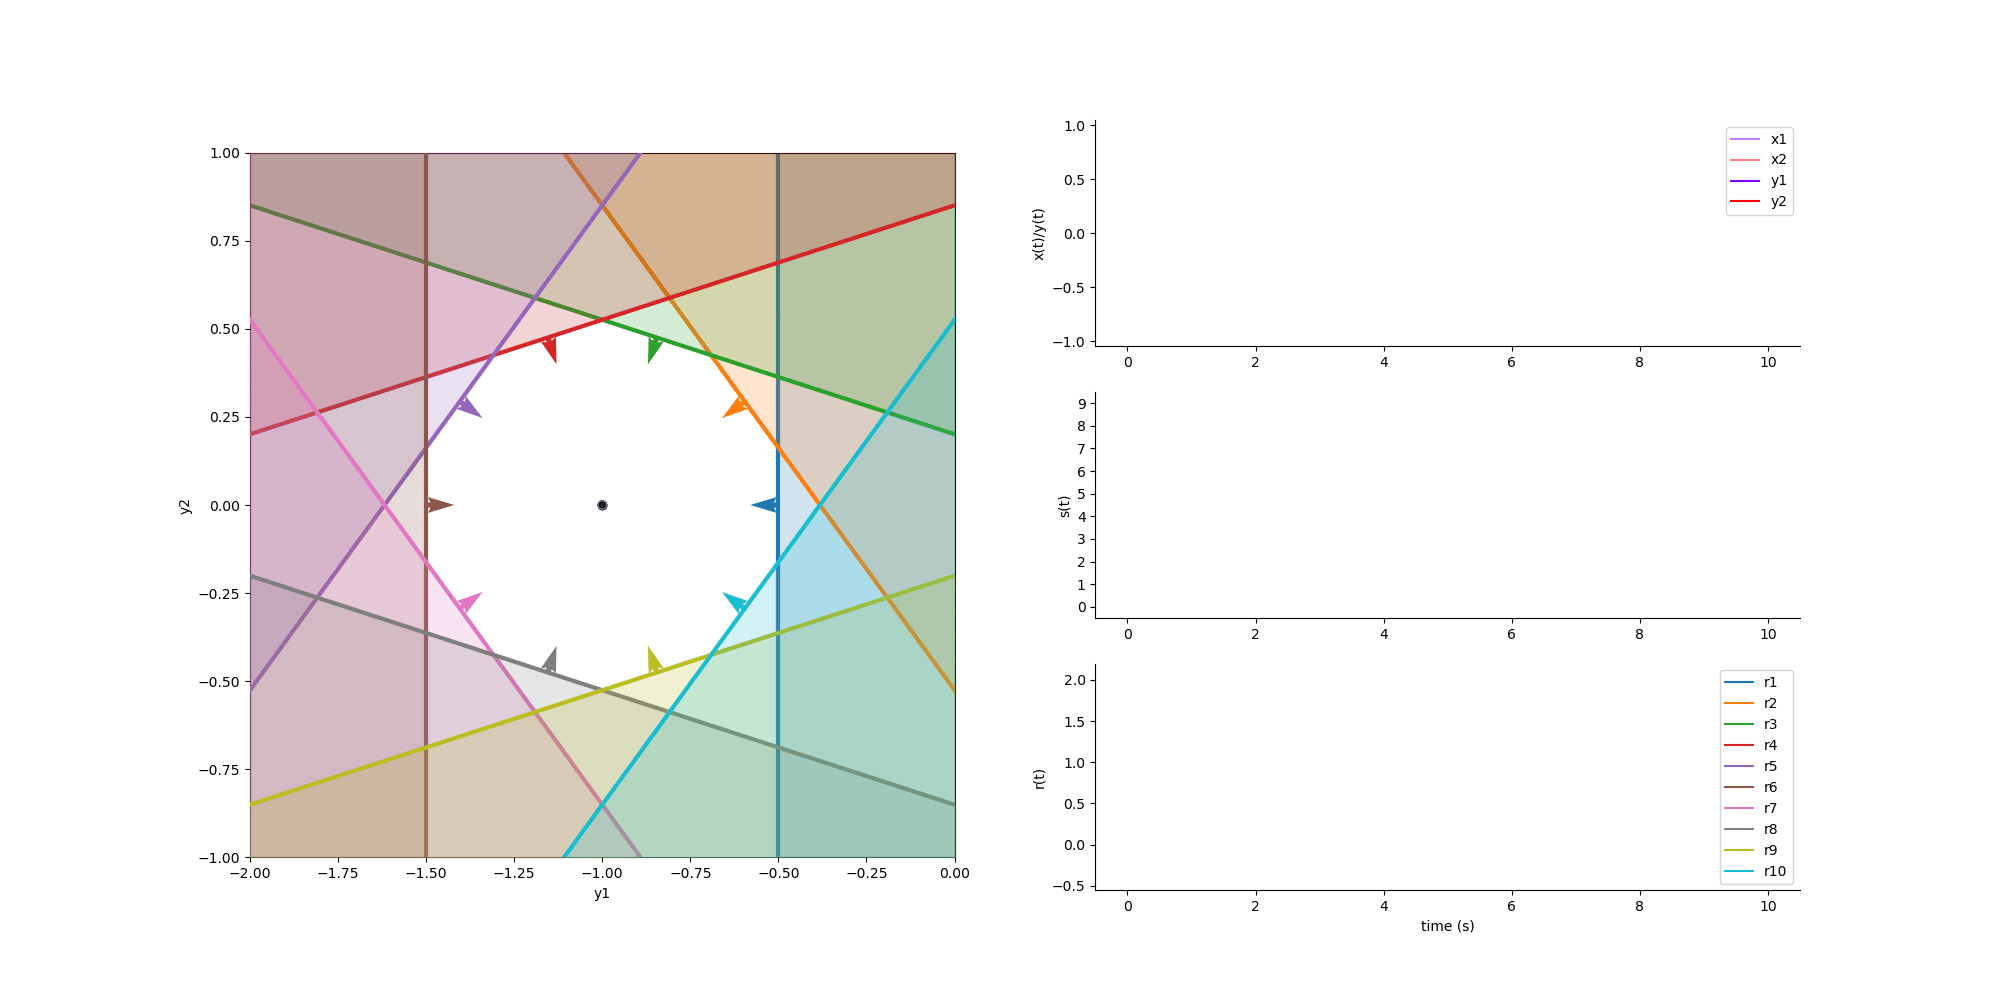 1.00
0.75
0.50
0.25
0.00
−0.25
−0.50
−0.75
−1.00
y2
−2.00 −1.75 −1.50 −1.25 −1.00 −0.75 −0.50 −0.25 0.00
y1
1.0
0.5
0.0
−0.5
−1.0
x(t)/y(t)
0 2 4 6 8 10
x1
x2
y1
y2
9
8
7
6
5
4
3
2
1
0
s(t)
0 2 4 6 8 10
2.0
1.5
1.0
0.5
0.0
−0.5
r(t)
0 2 4 6 8 10
time (s)
r1
r2
r3
r4
r5
r6
r7
r8
r9
r10